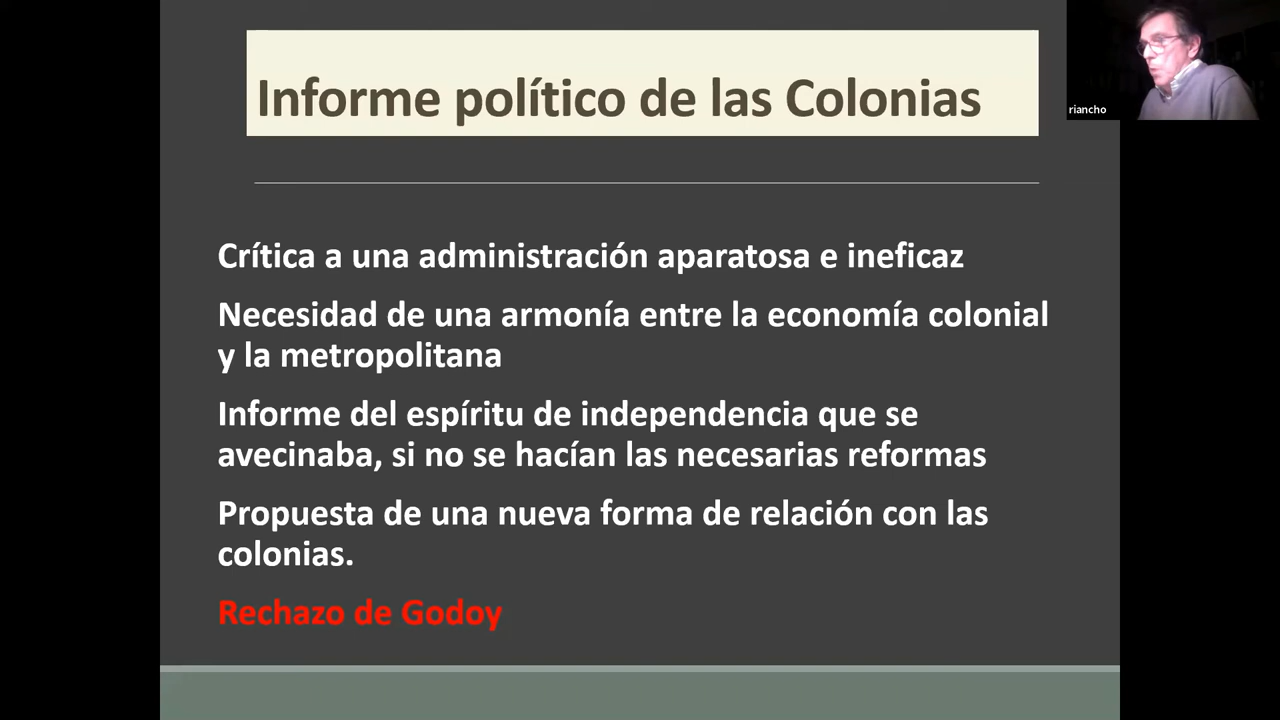 Informe político de las Colonias
riancho
Crítica a una administración aparatosa e ineficaz
Necesidad de una armonía entre la economía colonial
y la metropolitana
Informe del espíritu de independencia que se
avecinaba, si no se hacían las necesarias reformas
Propuesta de una nueva forma de relación con las
colonias.
Rechazo de Godoy